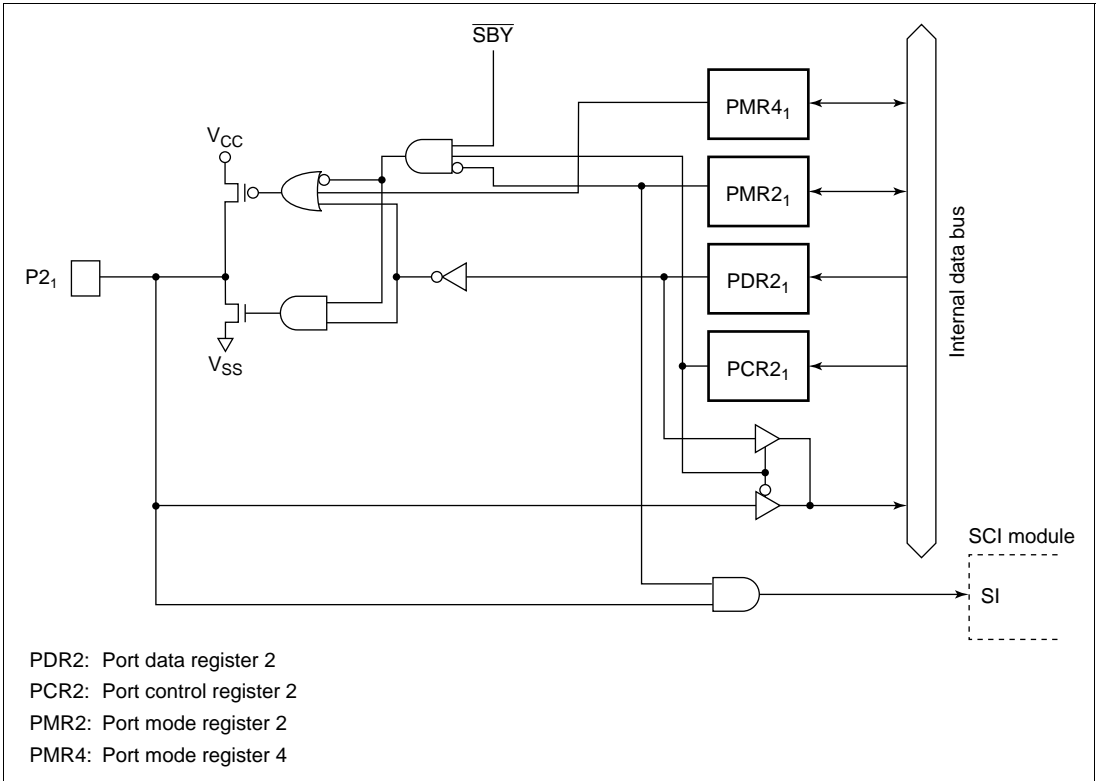 SBY
PMR4₁
V_CC
PMR2₁
P2₁
PDR2₁
Internal data bus
V_SS
PCR2₁
SCI module
SI
PDR2: Port data register 2
PCR2: Port control register 2
PMR2: Port mode register 2
PMR4: Port mode register 4